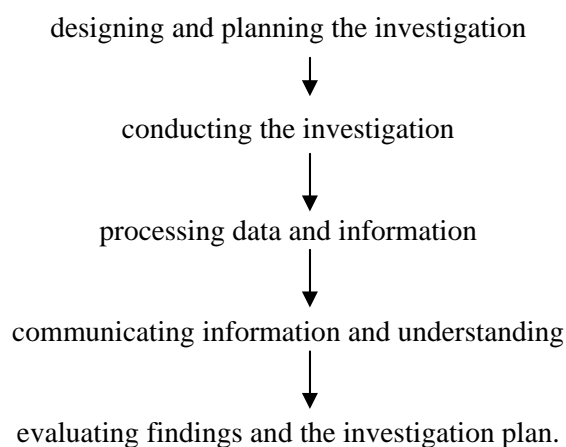 designing and planning the investigation
conducting the investigation
processing data and information
communicating information and understanding
evaluating findings and the investigation plan.